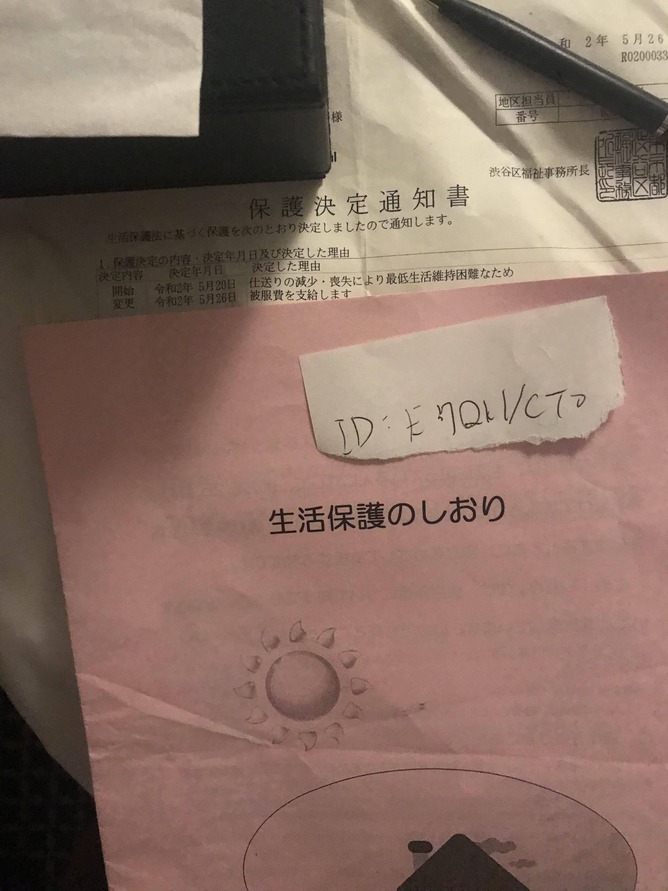 和 2年 5月26
R0200033
様
地区担当員
番号
渋谷区福祉事務所長
保護決定通知書
生活保護法に基づく保護を次のとおり決定しましたので通知します。
1 保護決定の内容・決定年月日及び決定した理由
決定内容 決定年月日 決定した理由
開始 令和2年 5月20日 仕送りの減少・喪失により最低生活維持困難なため
変更 令和2年 5月26日 被服費を支給します
ID:
生活保護のしおり